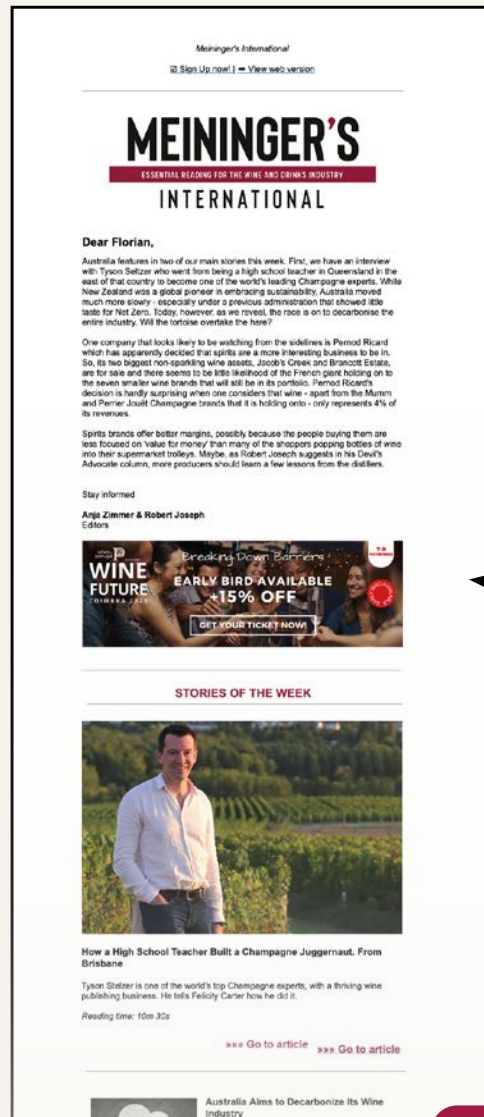 Meininger's International
☑ Sign Up now! | ➡ View web version
MEININGER'S
ESSENTIAL READING FOR THE WINE AND DRINKS INDUSTRY
INTERNATIONAL
Dear Florian,
Australia features in two of our main stories this week. First, we have an interview
with Tyson Seltzer who went from being a high school teacher in Queensland in the
east of that country to become one of the world's leading Champagne experts. While
New Zealand was a global pioneer in embracing sustainability, Australia moved
much more slowly - especially under a previous administration that showed little
taste for Net Zero. Today, however, as we reveal, the race is on to decarbonise the
entire industry. Will the tortoise overtake the hare?
One company that looks likely to be watching from the sidelines is Pernod Ricard
which has apparently decided that spirits are a more interesting business to be in.
So, its two biggest non-sparkling wine assets, Jacob's Creek and Brancott Estate,
are for sale and there seems to be little likelihood of the French giant holding on to
the seven smaller wine brands that will still be in its portfolio. Pernod Ricard's
decision is hardly surprising when one considers that wine - apart from the Mumm
and Perrier Jouët Champagne brands that it is holding onto - only represents 4% of
its revenues.
Spirits brands offer better margins, possibly because the people buying them are
less focused on 'value for money' than many of the shoppers popping bottles of wine
into their supermarket trolleys. Maybe, as Robert Joseph suggests in his Devil's
Advocate column, more producers should learn a few lessons from the distillers.
Stay informed
Anja Zimmer & Robert Joseph
Editors
WINE
FUTURE
COIMBRA 2023
Breaking Down Barriers
EARLY BIRD AVAILABLE
+15% OFF
GET YOUR TICKET NOW!
STORIES OF THE WEEK
How a High School Teacher Built a Champagne Juggernaut. From
Brisbane
Tyson Stelzer is one of the world's top Champagne experts, with a thriving wine
publishing business. He tells Felicity Carter how he did it.
Reading time: 10m 30s
»»» Go to article »»» Go to article
Australia Aims to Decarbonize Its Wine
Industry